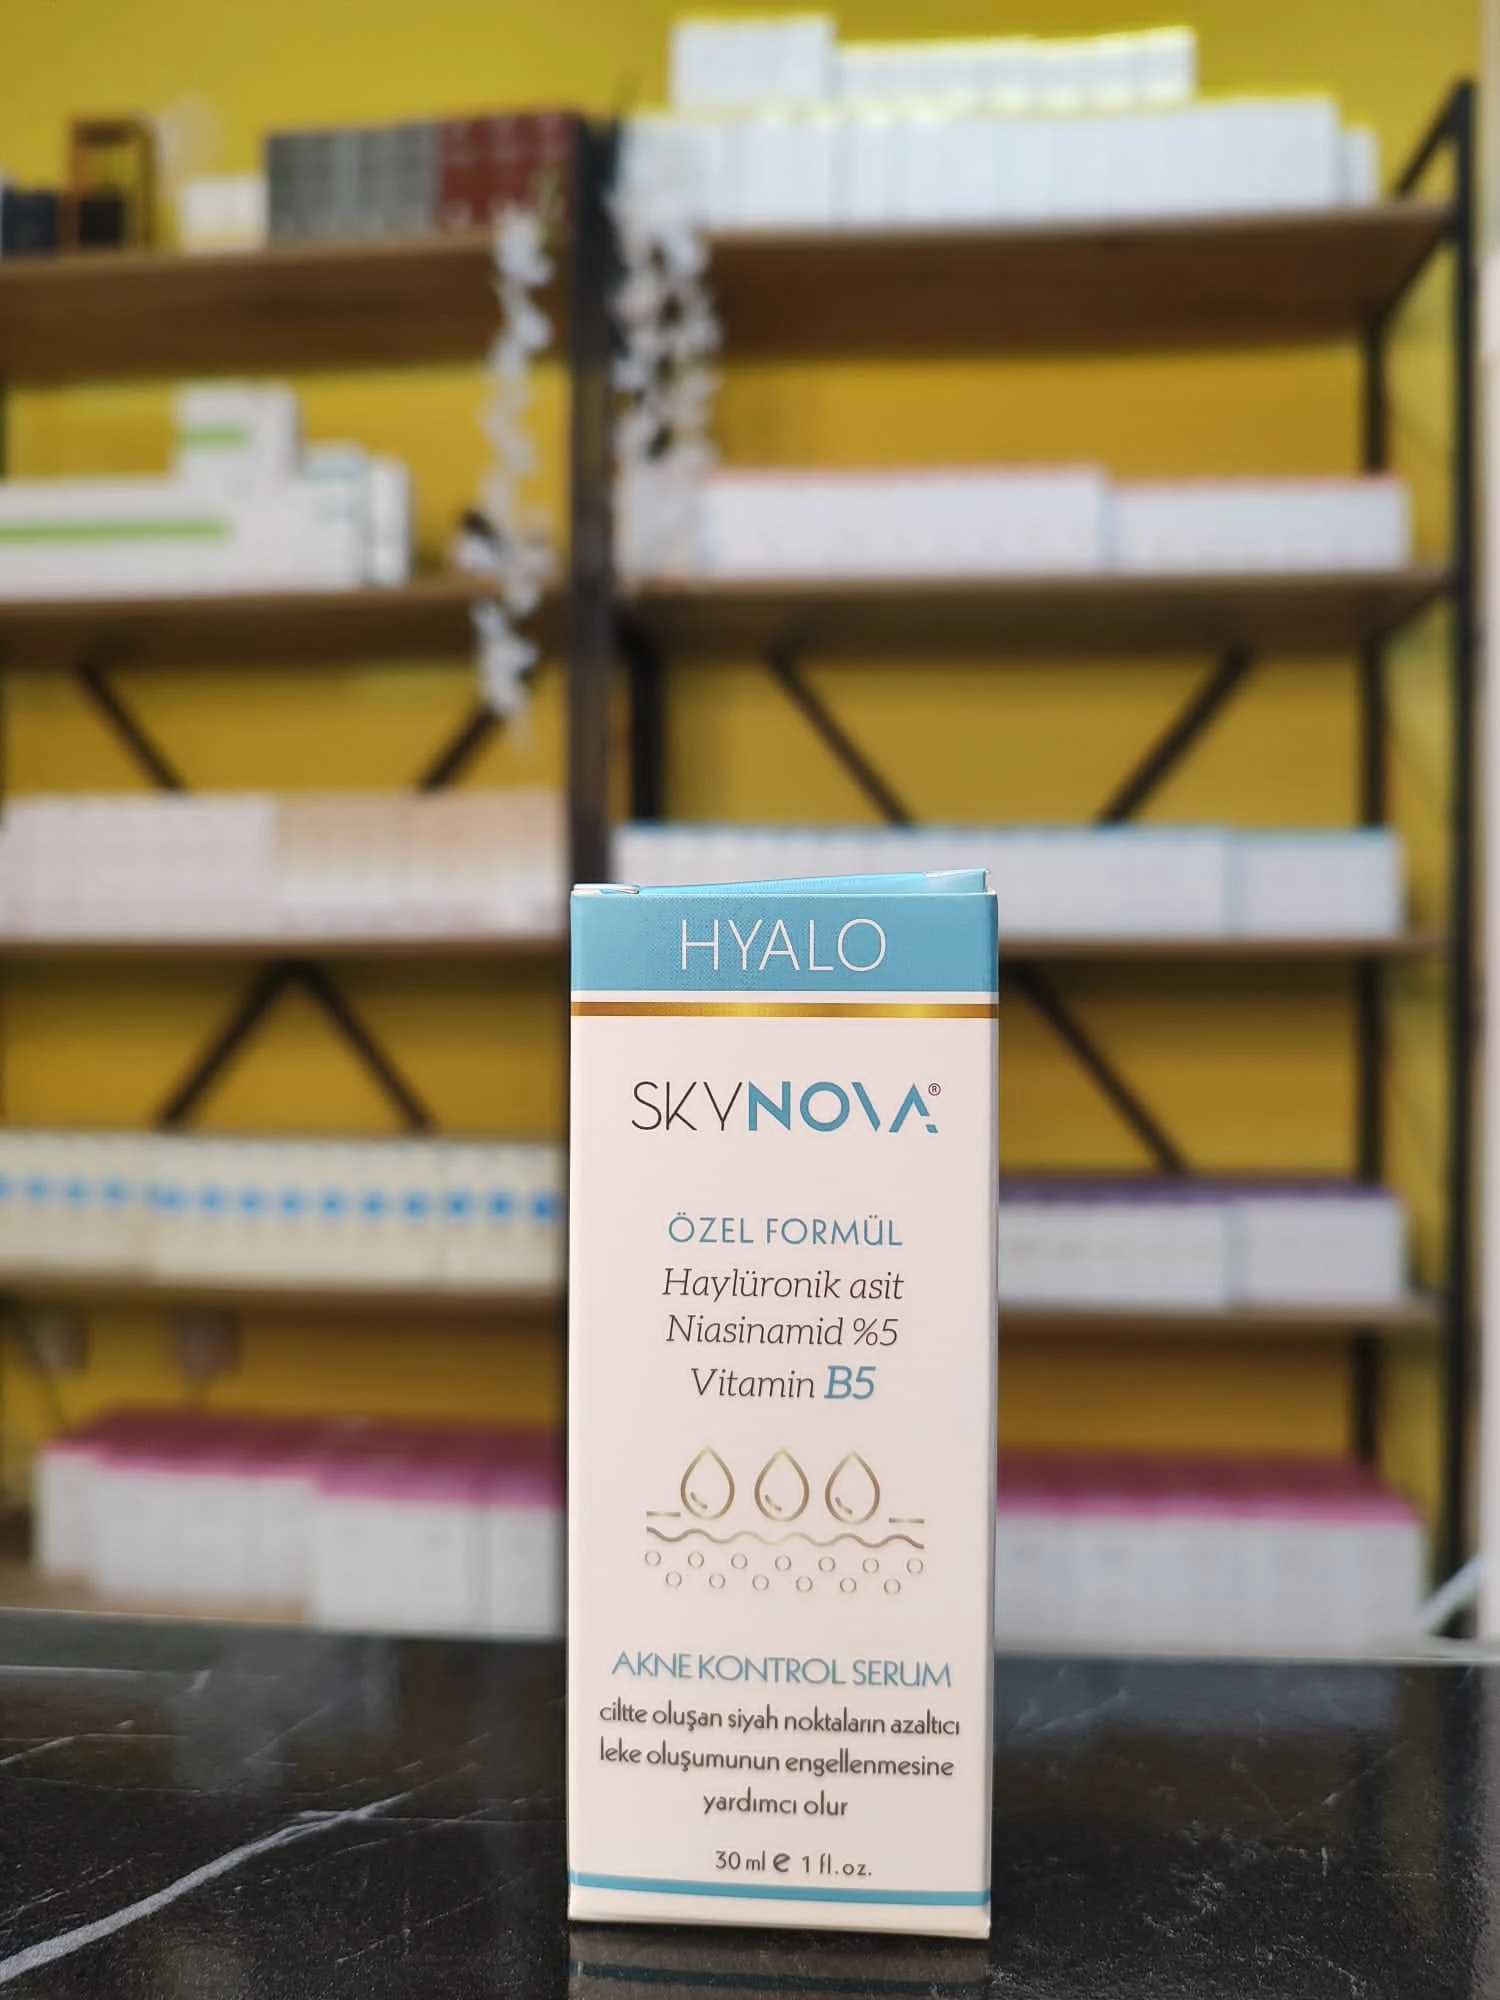 HYALO
SKYNOVA®
ÖZEL FORMÜL
Haylüronik asit
Niasinamid %5
Vitamin B5
AKNE KONTROL SERUM
ciltte oluşan siyah noktaların azaltıcı
leke oluşumunun engellenmesine
yardımcı olur
30 ml e 1 fl.oz.